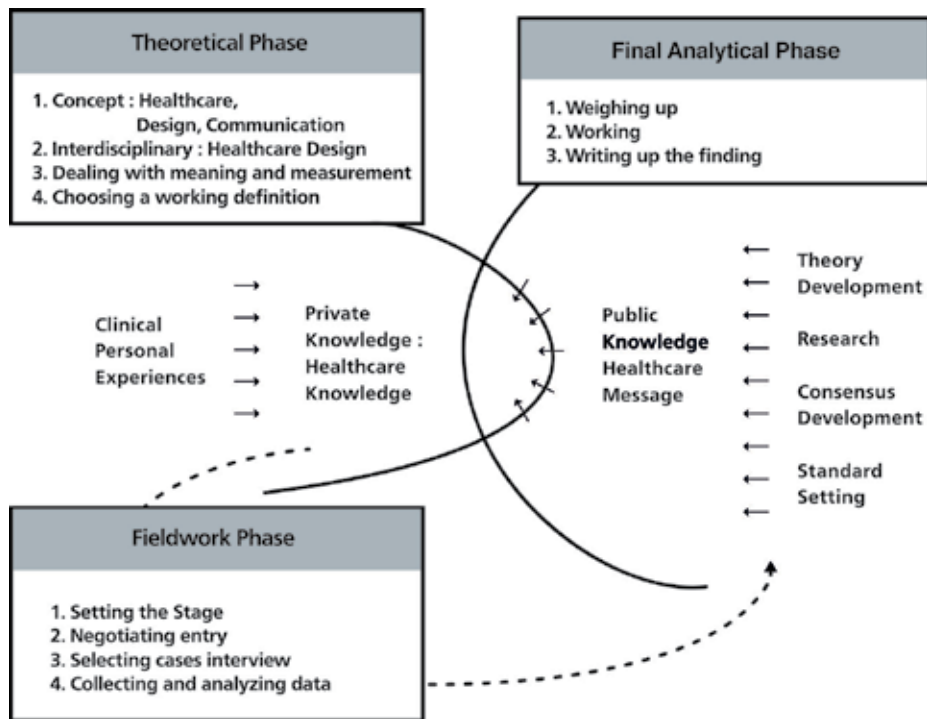 Theoretical Phase
1. Concept : Healthcare,
Design, Communication
2. Interdisciplinary : Healthcare Design
3. Dealing with meaning and measurement
4. Choosing a working definition
Final Analytical Phase
1. Weighing up
2. Working
3. Writing up the finding
Clinical
Personal
Experiences
Private
Knowledge :
Healthcare
Knowledge
Public
Knowledge
Healthcare
Message
Theory
Development
Research
Consensus
Development
Standard
Setting
Fieldwork Phase
1. Setting the Stage
2. Negotiating entry
3. Selecting cases interview
4. Collecting and analyzing data